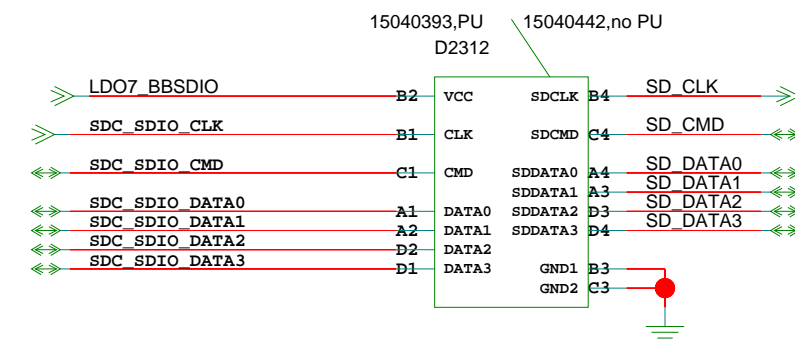 15040393,PU 15040442,no PU
D2312
LDO7_BBSDIO B2 VCC SDCLK B4 SD_CLK
SDC_SDIO_CLK B1 CLK SDCMD C4 SD_CMD
SDC_SDIO_CMD C1 CMD SDDATA0 A4 SD_DATA0
SDDATA1 A3 SD_DATA1
SDC_SDIO_DATA0 A1 DATA0 SDDATA2 D3 SD_DATA2
SDC_SDIO_DATA1 A2 DATA1 SDDATA3 D4 SD_DATA3
SDC_SDIO_DATA2 D2 DATA2
SDC_SDIO_DATA3 D1 DATA3 GND1 B3
GND2 C3